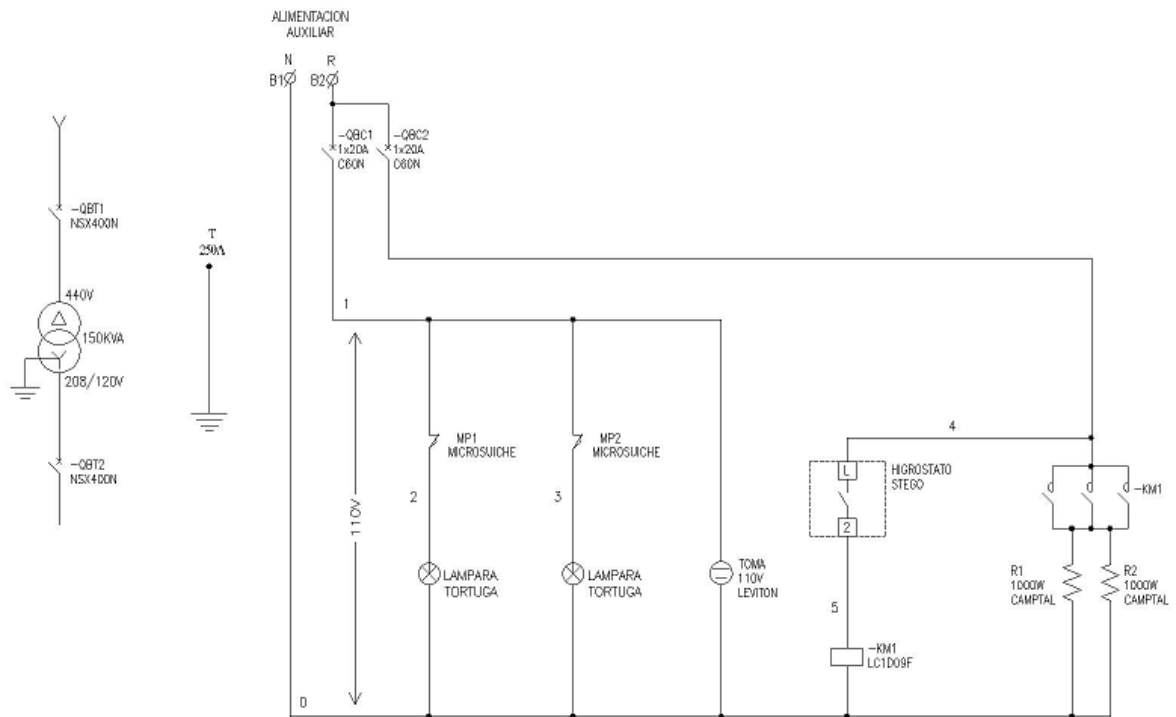 ALIMENTACION
AUXILIAR
N
R
B1
B2
-QBC1
1x20A
C60N
-QBC2
1x20A
C60N
-QBT1
NSX400N
T
250A
440V
150KVA
208/120V
-QBT2
NSX400N
1
110V
MP1
MICROSUICHE
2
LAMPARA
TORTUGA
MP2
MICROSUICHE
3
LAMPARA
TORTUGA
TOMA
110V
LEVITON
4
L
2
HIGROSTATO
STEGO
5
-KM1
LC1D09F
-KM1
R1
1000W
CAMPTAL
R2
1000W
CAMPTAL
0